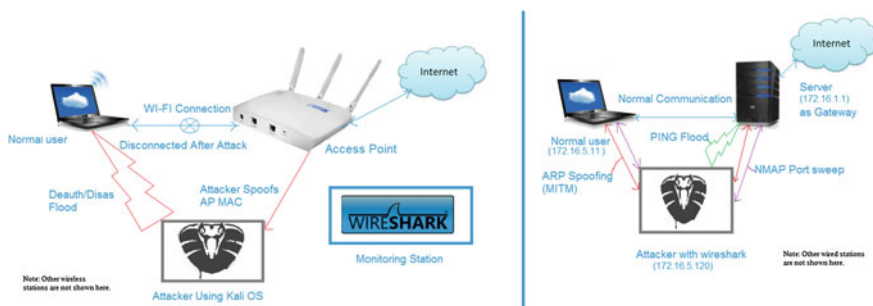 Internet
WI-FI Connection
Normal user
Disconnected After Attack
Access Point
Deauth/Disas
Flood
Attacker Spoofs
AP MAC
WIRESHARK
Monitoring Station
Note: Other wireless
stations are not shown here.
Attacker Using Kali OS
Internet
Normal Communication
Server
(172.16.1.1)
as Gateway
Normal user
(172.16.5.11)
PING Flood
ARP Spoofing
(MITM)
NMAP Port sweep
Attacker with wireshark
(172.16.5.120)
Note: Other wired stations
are not shown here.